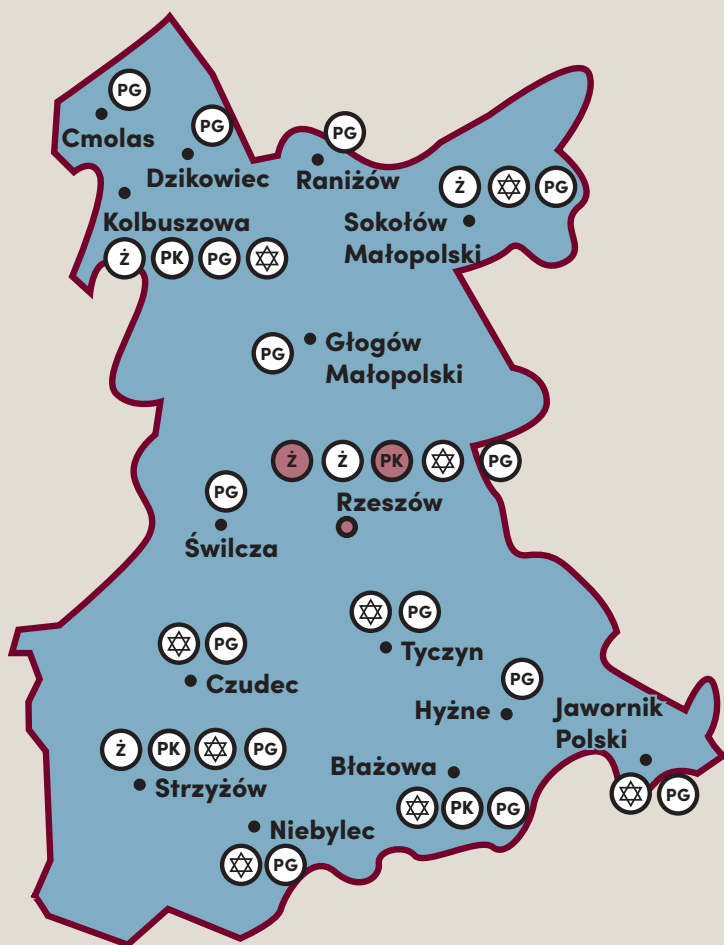 PG
Cmolas
PG
Dzikowiec
PG
Raniżów
Ż PG
Sokołów
Małopolski
Kolbuszowa
Ż PK PG
PG
Głogów
Małopolski
Ż Ż PK PG
Rzeszów
PG
Świlcza
PG
Tyczyn
PG
Czudec
PG
Hyżne
Jawornik
Polski
PG
Ż PK PG
Strzyżów
Błażowa
PK PG
Niebylec
PG